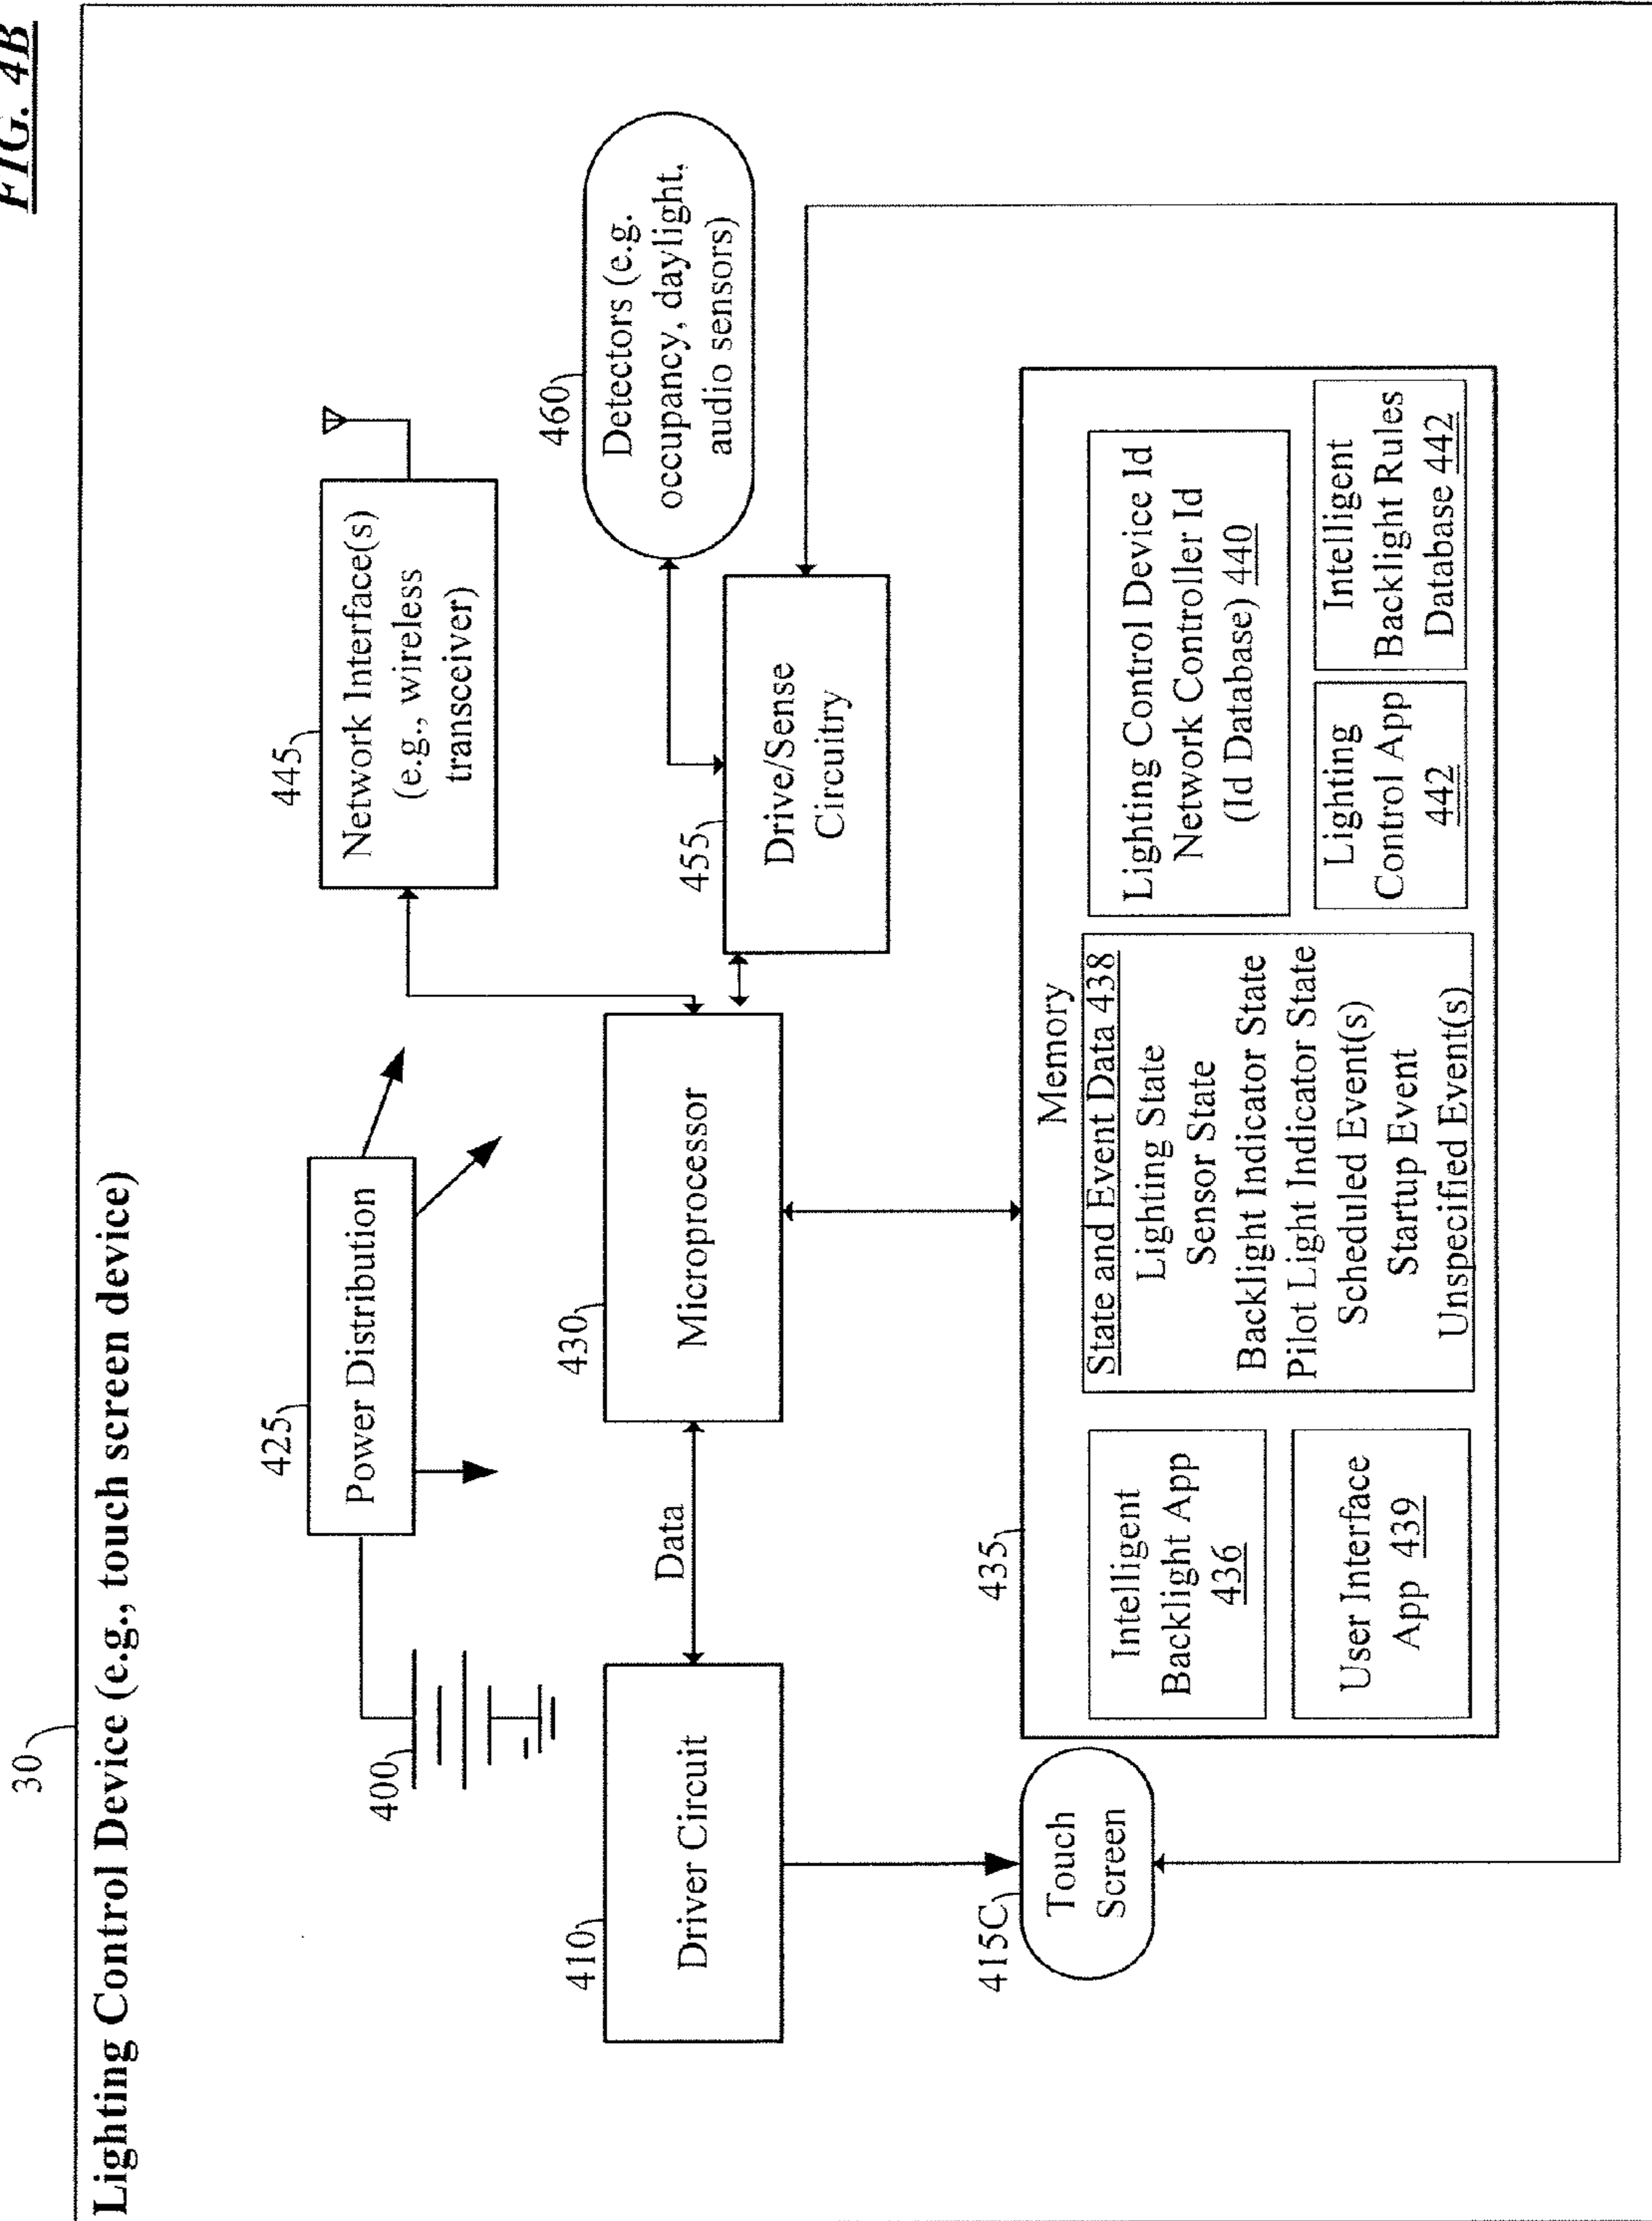 FIG. 4B
30
Lighting Control Device (e.g., touch screen device)
400
425
Power Distribution
445
Network Interface(s)
(e.g., wireless
transceiver)
410
Driver Circuit
Data
430
Microprocessor
455
Drive/Sense
Circuitry
460
Detectors (e.g.
occupancy, daylight,
audio sensors)
415C
Touch
Screen
435
Memory
Intelligent
Backlight App
436
User Interface
App 439
State and Event Data 438
Lighting State
Sensor State
Backlight Indicator State
Pilot Light Indicator State
Scheduled Event(s)
Startup Event
Unspecified Event(s)
Lighting Control Device Id
Network Controller Id
(Id Database) 440
Lighting
Control App
442
Intelligent
Backlight Rules
Database 442